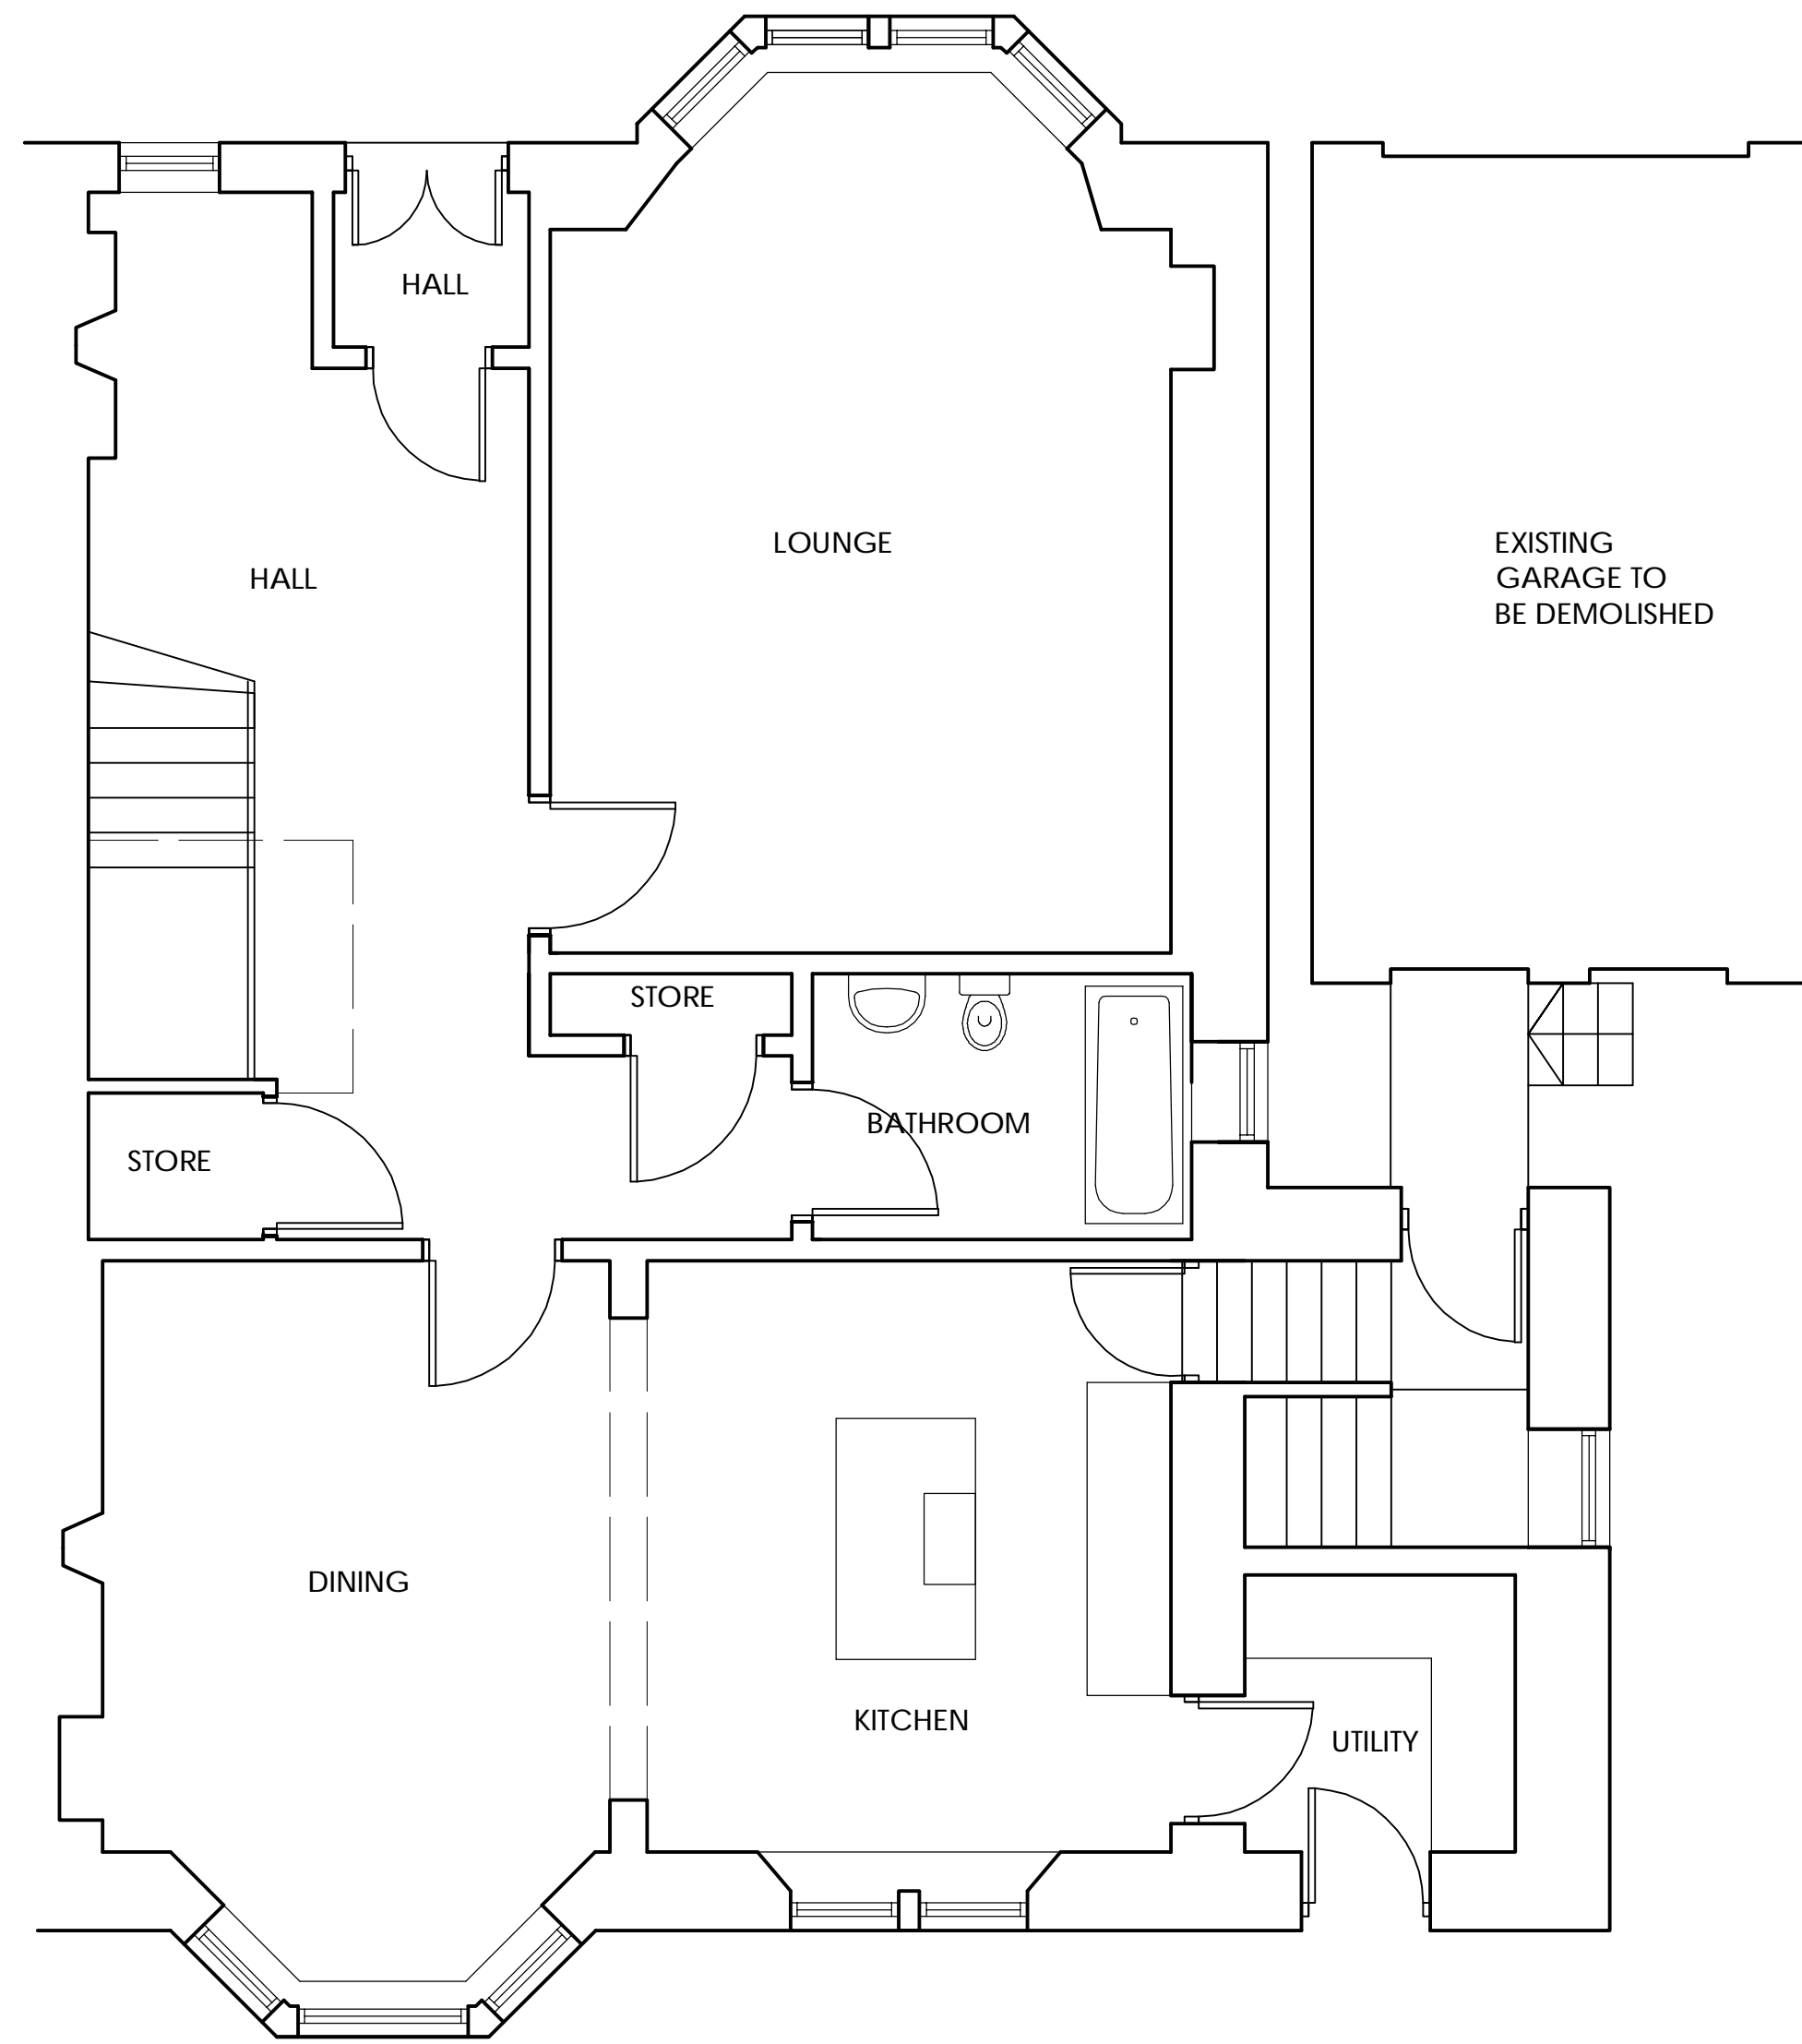 HALL
LOUNGE
HALL
EXISTING
GARAGE TO
BE DEMOLISHED
STORE
BATHROOM
STORE
DINING
KITCHEN
UTILITY